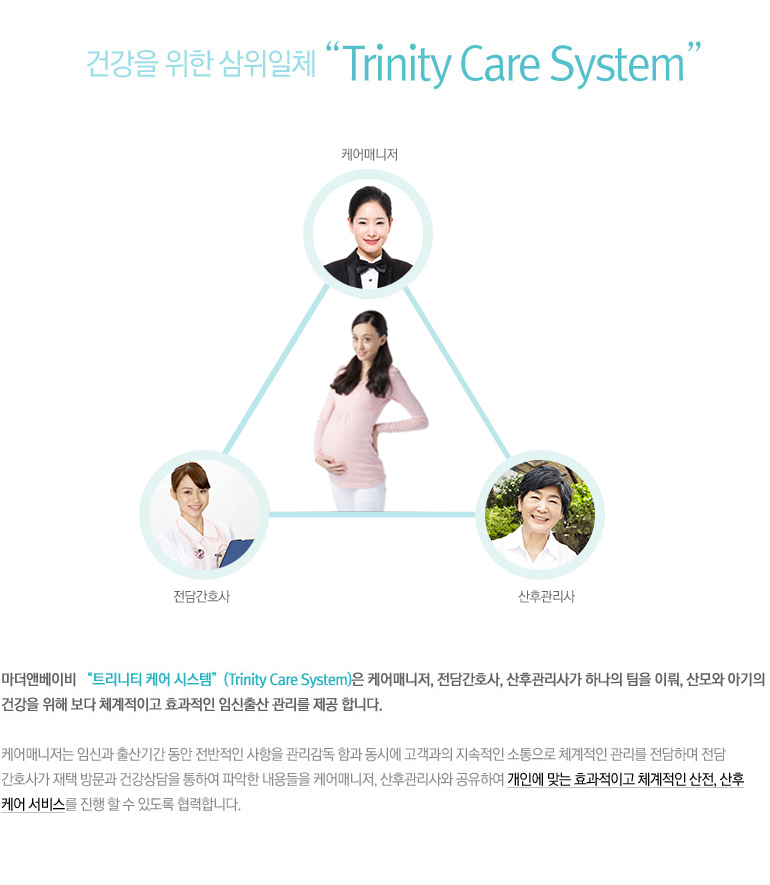 건강을 위한 삼위일체 “Trinity Care System”
케어매니저
전담간호사
산후관리사
마더앤베이비 “트리니티 케어 시스템” (Trinity Care System)은 케어매니저, 전담간호사, 산후관리사가 하나의 팀을 이뤄, 산모와 아기의
건강을 위해 보다 체계적이고 효과적인 임신출산 관리를 제공 합니다.
케어매니저는 임신과 출산기간 동안 전반적인 사항을 관리감독 함과 동시에 고객과의 지속적인 소통으로 체계적인 관리를 전담하며 전담
간호사가 재택 방문과 건강상담을 통하여 파악한 내용들을 케어매니저, 산후관리사와 공유하여 개인에 맞는 효과적이고 체계적인 산전, 산후
케어 서비스를 진행 할 수 있도록 협력합니다.